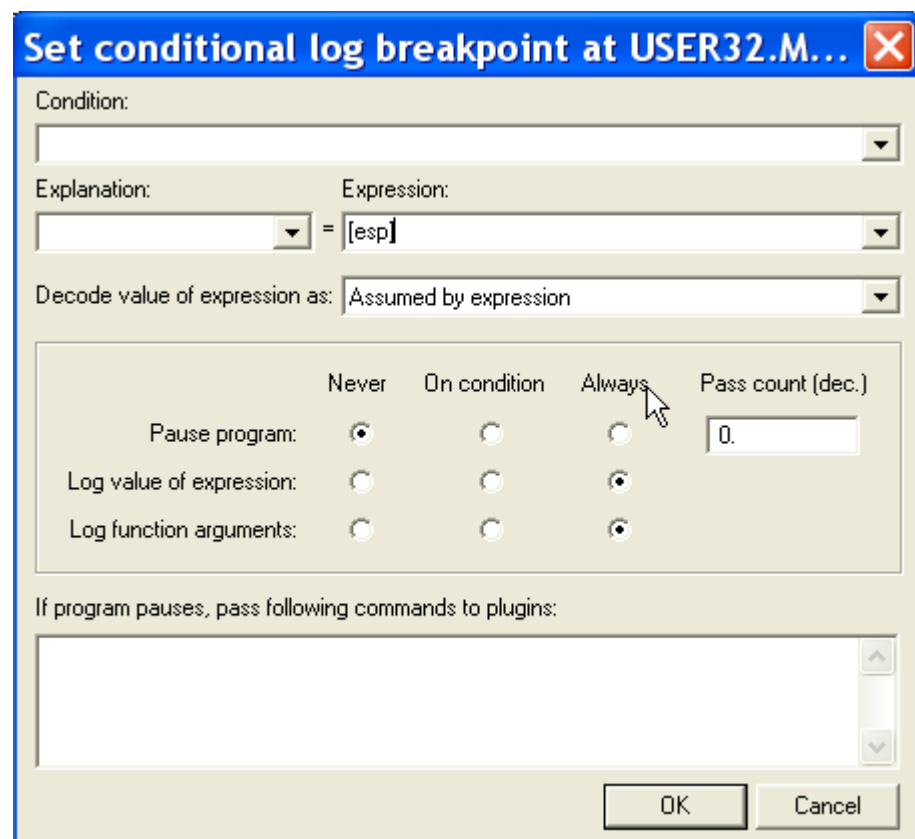 Set conditional log breakpoint at USER32.M...
Condition:
Explanation: Expression:
= [esp]
Decode value of expression as: Assumed by expression
Never On condition Always Pass count (dec.)
Pause program: 0.
Log value of expression:
Log function arguments:
If program pauses, pass following commands to plugins:
OK Cancel